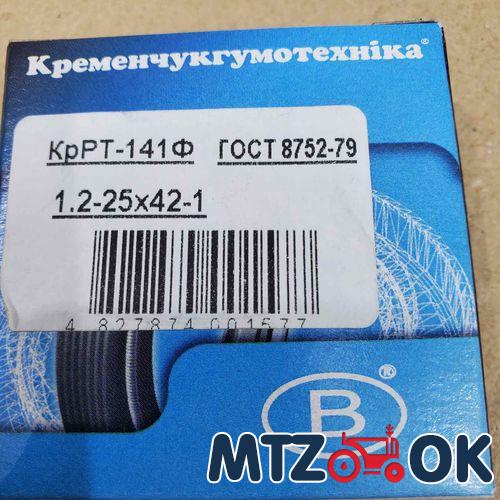 Кременчукгумотехніка®
КрРТ-141Ф ГОСТ 8752-79
1.2-25x42-1
4 827874 001577
B ®
MTZ OK